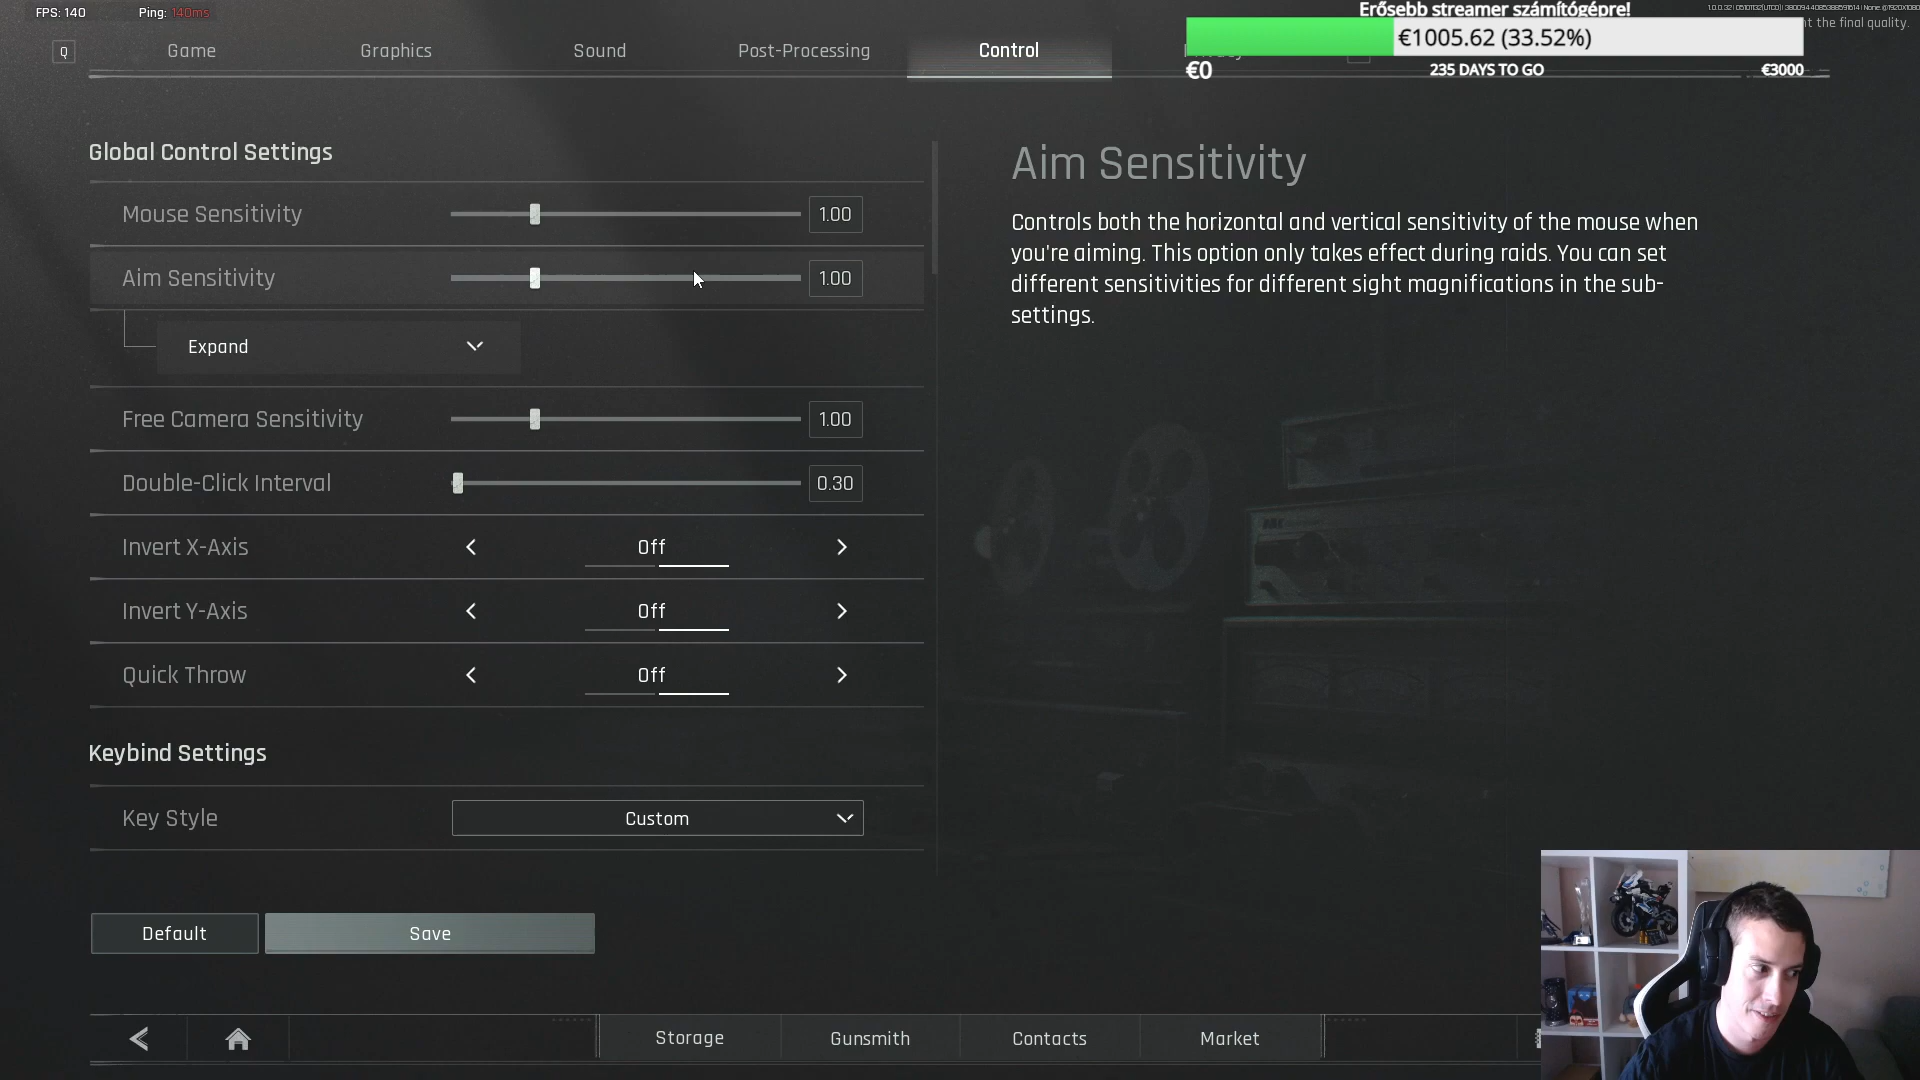 FPS: 140 Ping: 140ms
Erősebb streamer számítógépre!
nt the final quality.
Q Game Graphics Sound Post-Processing Control
€1005.62 (33.52%)
€0 235 DAYS TO GO €3000
Global Control Settings
Mouse Sensitivity 1.00
Aim Sensitivity 1.00
Expand
Free Camera Sensitivity 1.00
Double-Click Interval 0.30
Invert X-Axis Off
Invert Y-Axis Off
Quick Throw Off
Keybind Settings
Key Style Custom
Default Save
Aim Sensitivity
Controls both the horizontal and vertical sensitivity of the mouse when
you're aiming. This option only takes effect during raids. You can set
different sensitivities for different sight magnifications in the sub-
settings.
Storage Gunsmith Contacts Market